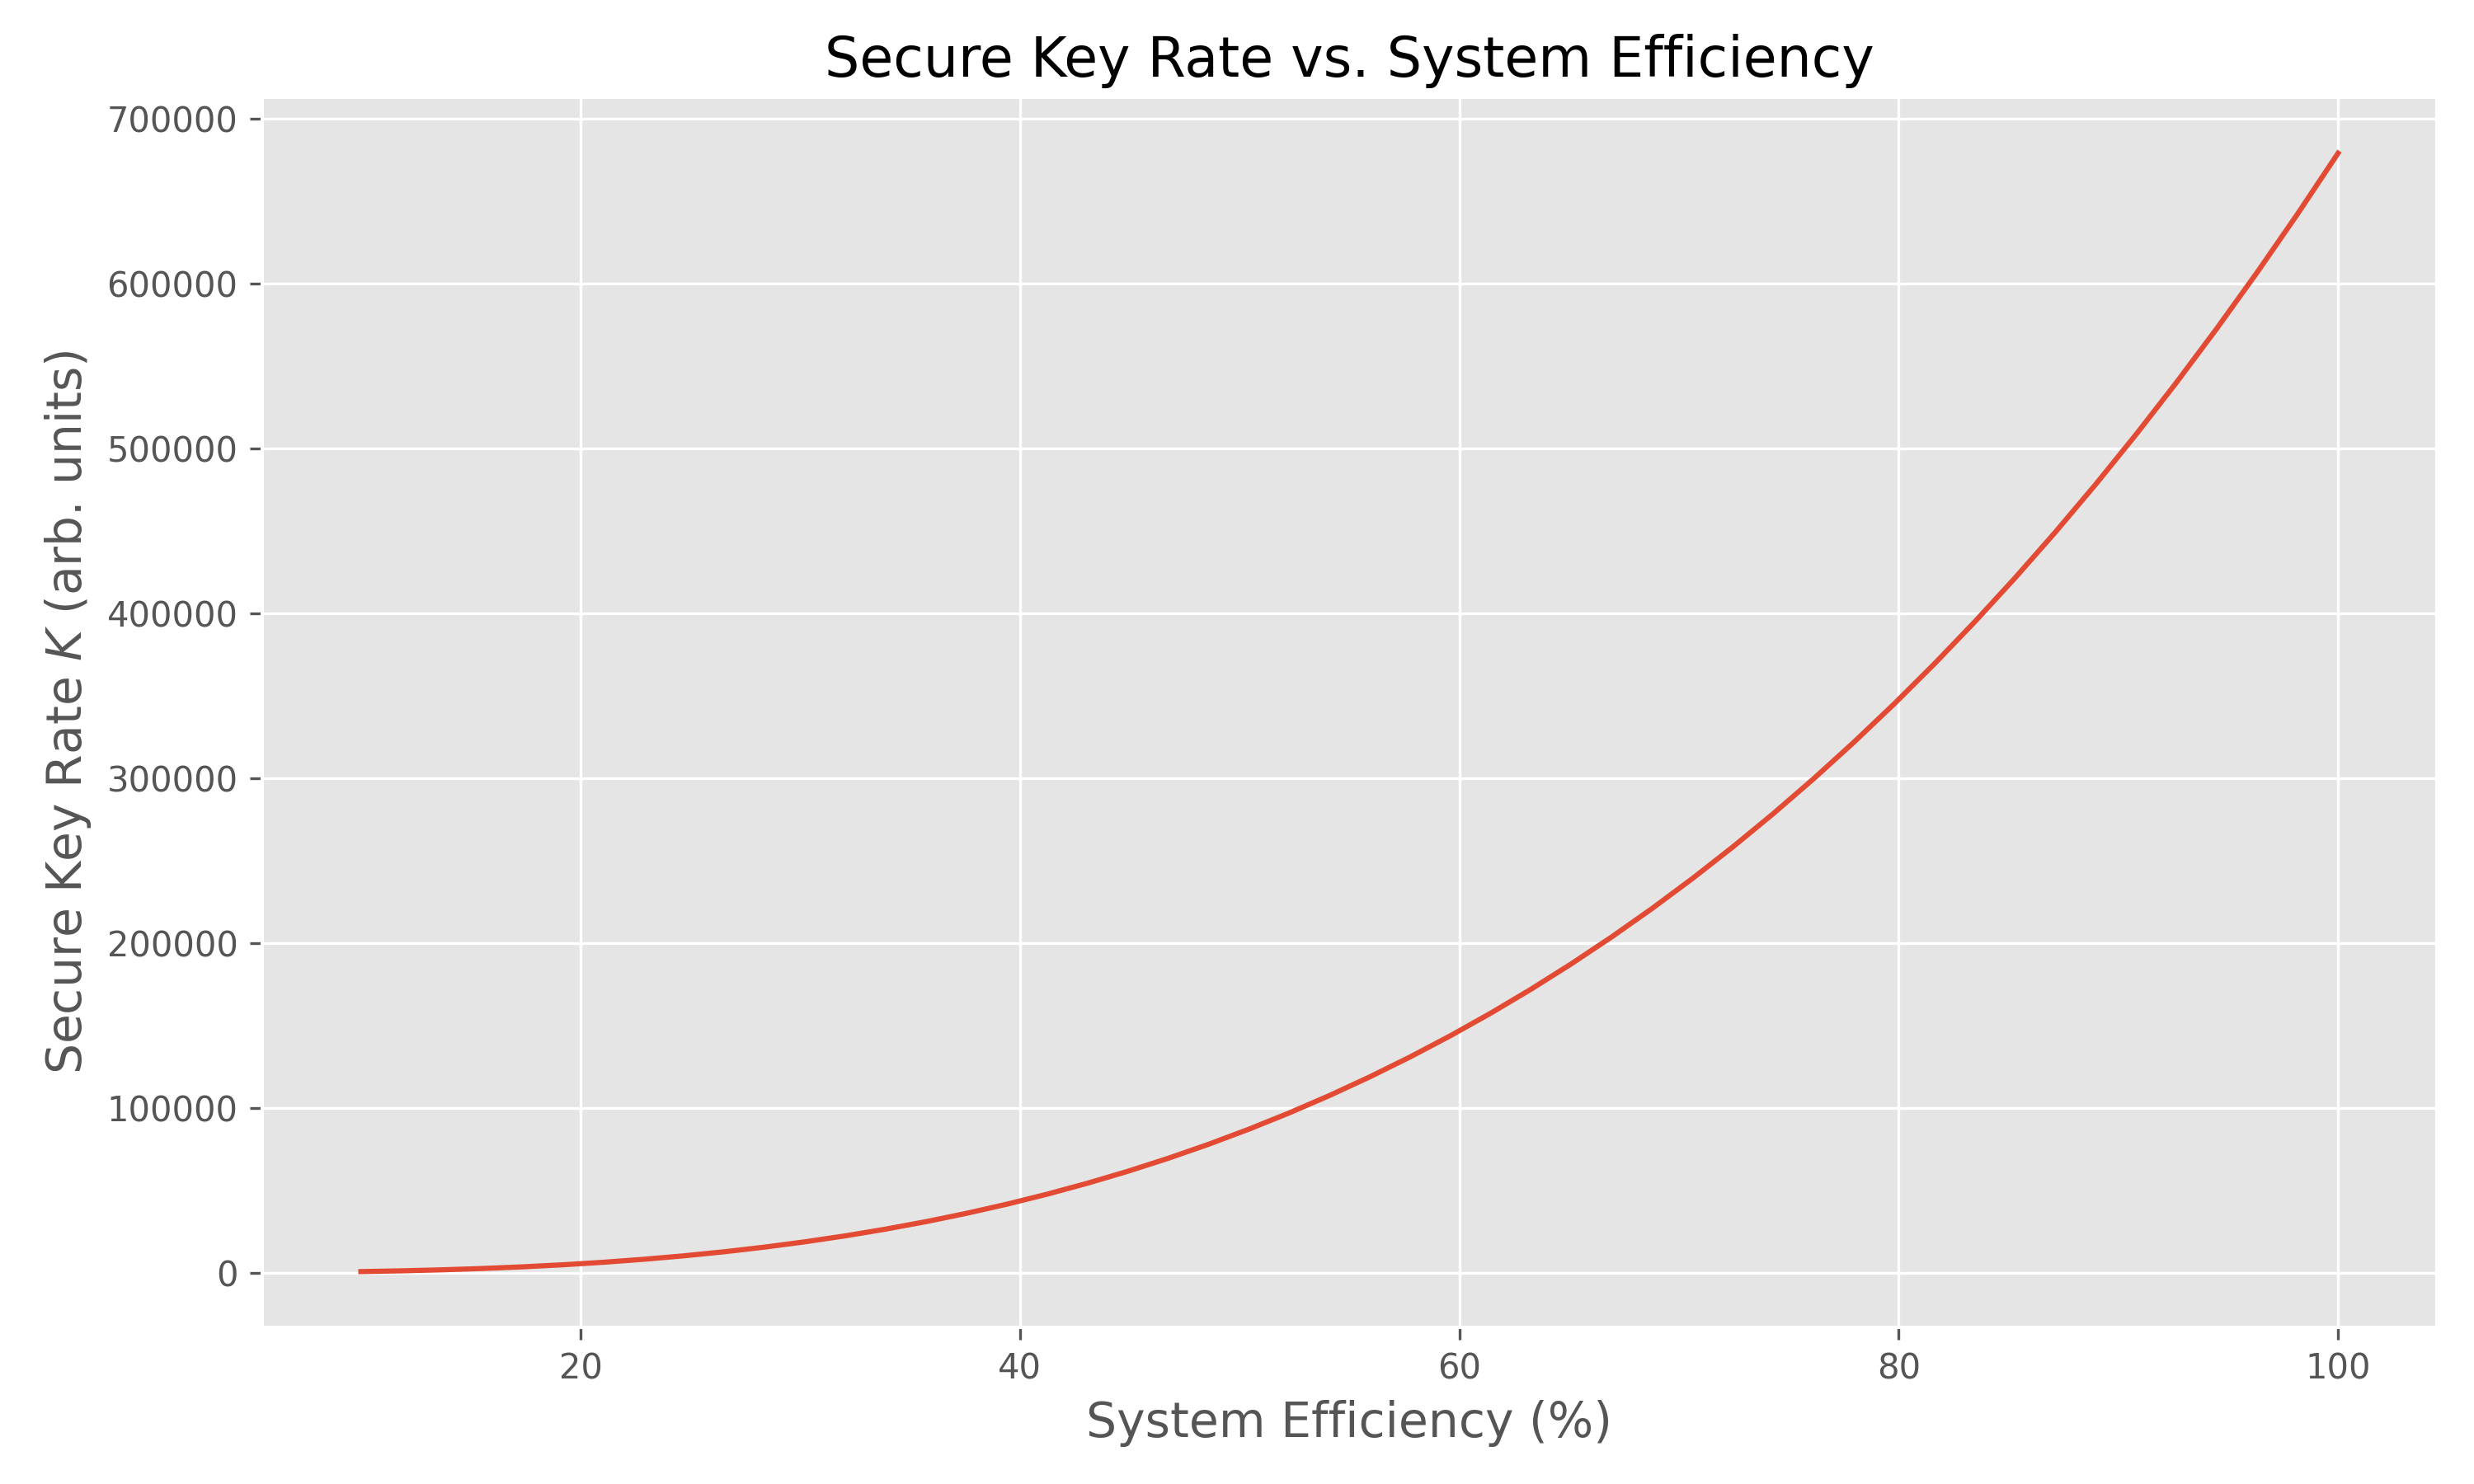 Secure Key Rate vs. System Efficiency
Secure Key Rate K (arb. units)
700000
600000
500000
400000
300000
200000
100000
0
20 40 60 80 100
System Efficiency (%)